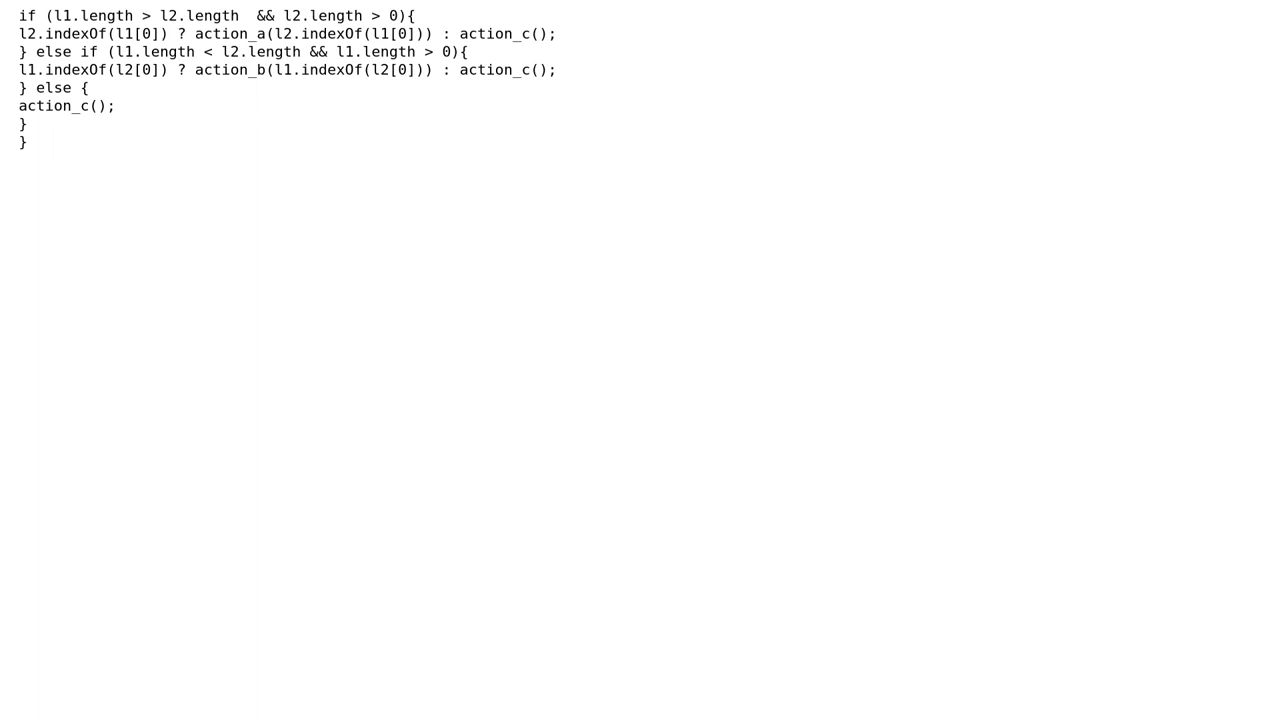 if (l1.length > l2.length  && l2.length > 0){
l2.indexOf(l1[0]) ? action_a(l2.indexOf(l1[0])) : action_c();
} else if (l1.length < l2.length && l1.length > 0){
l1.indexOf(l2[0]) ? action_b(l1.indexOf(l2[0])) : action_c();
} else {
action_c();
}
}